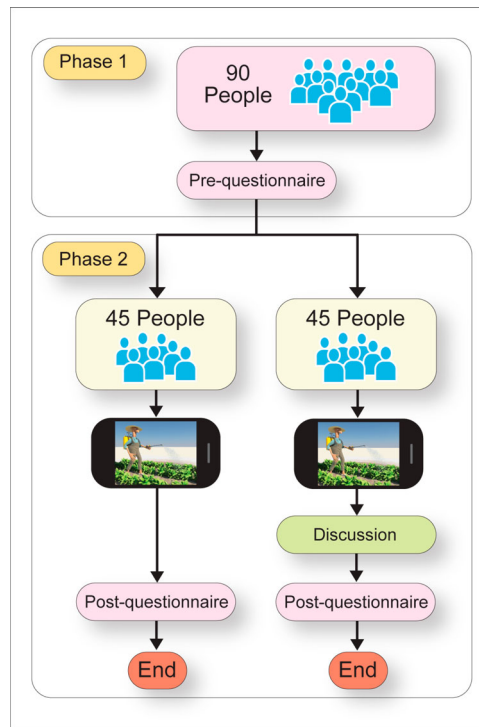 Phase 1
90
People
Pre-questionnaire
Phase 2
45 People
45 People
Discussion
Post-questionnaire
Post-questionnaire
End
End